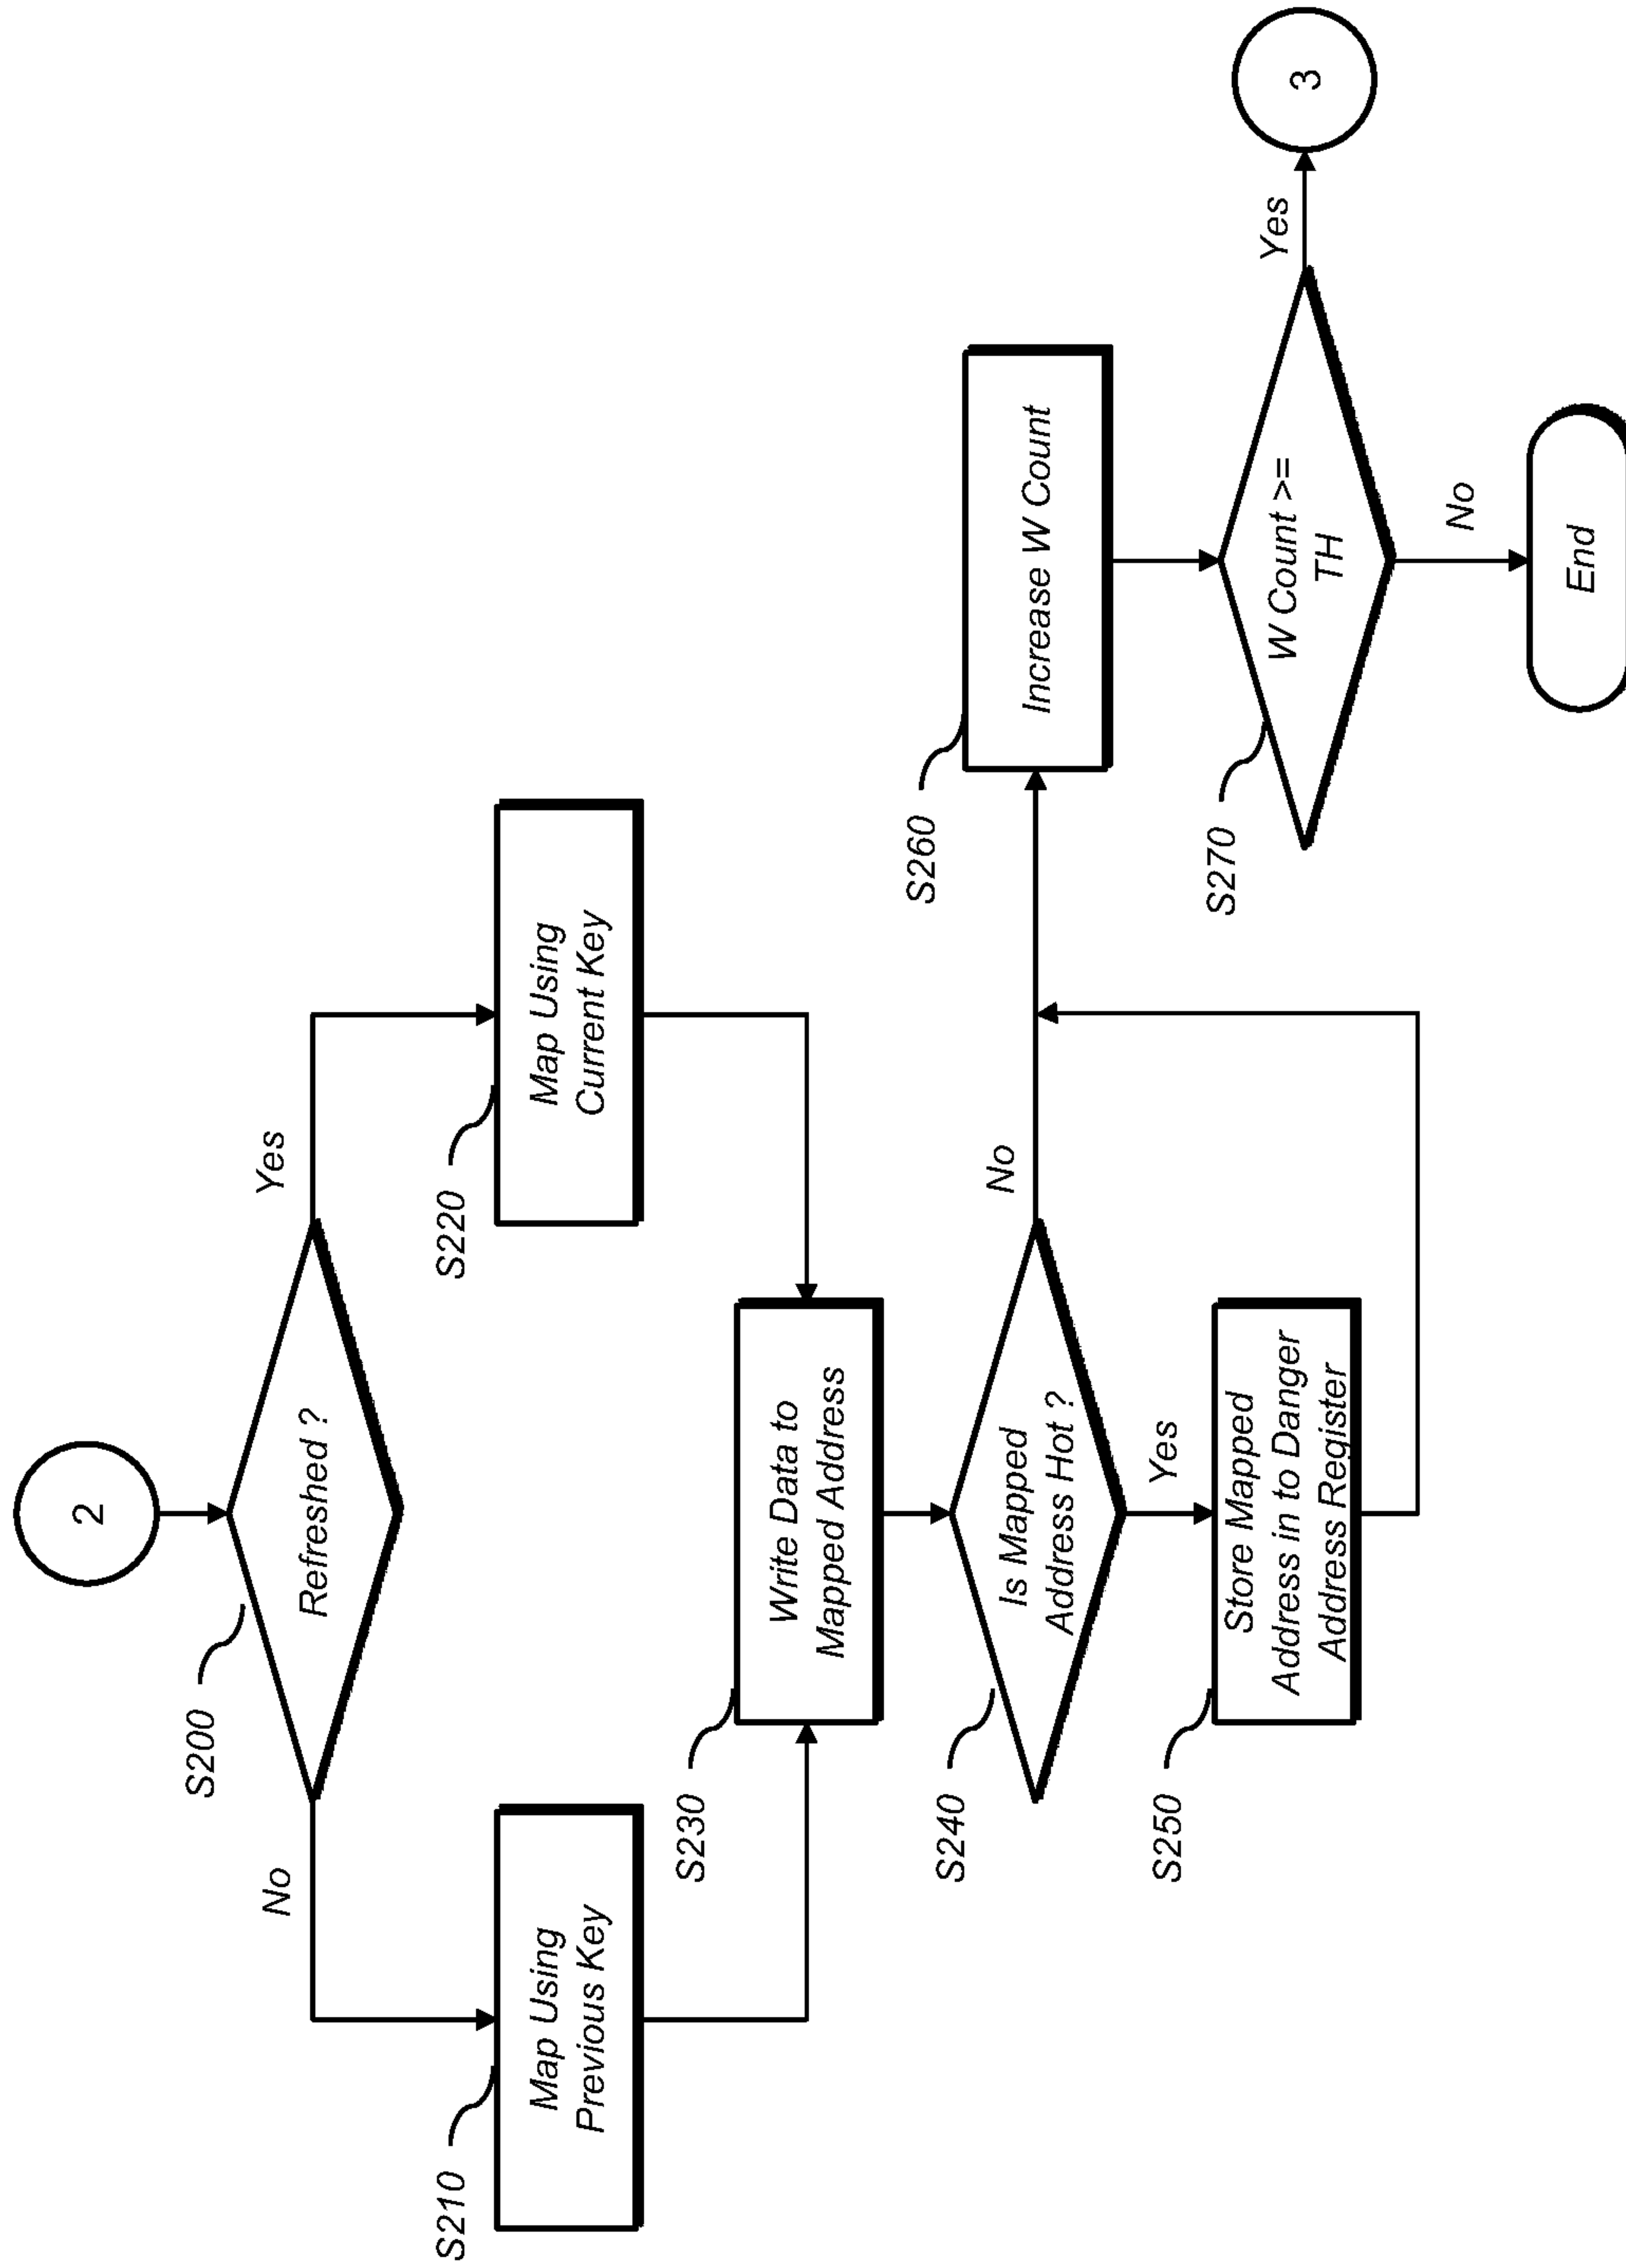 2
S200
Refreshed ?
No
Yes
S210
Map Using
Previous Key
S220
Map Using
Current Key
S230
Write Data to
Mapped Address
S240
Is Mapped
Address Hot ?
No
Yes
S250
Store Mapped
Address in to Danger
Address Register
S260
Increase W Count
S270
W Count >=
TH
Yes
3
No
End